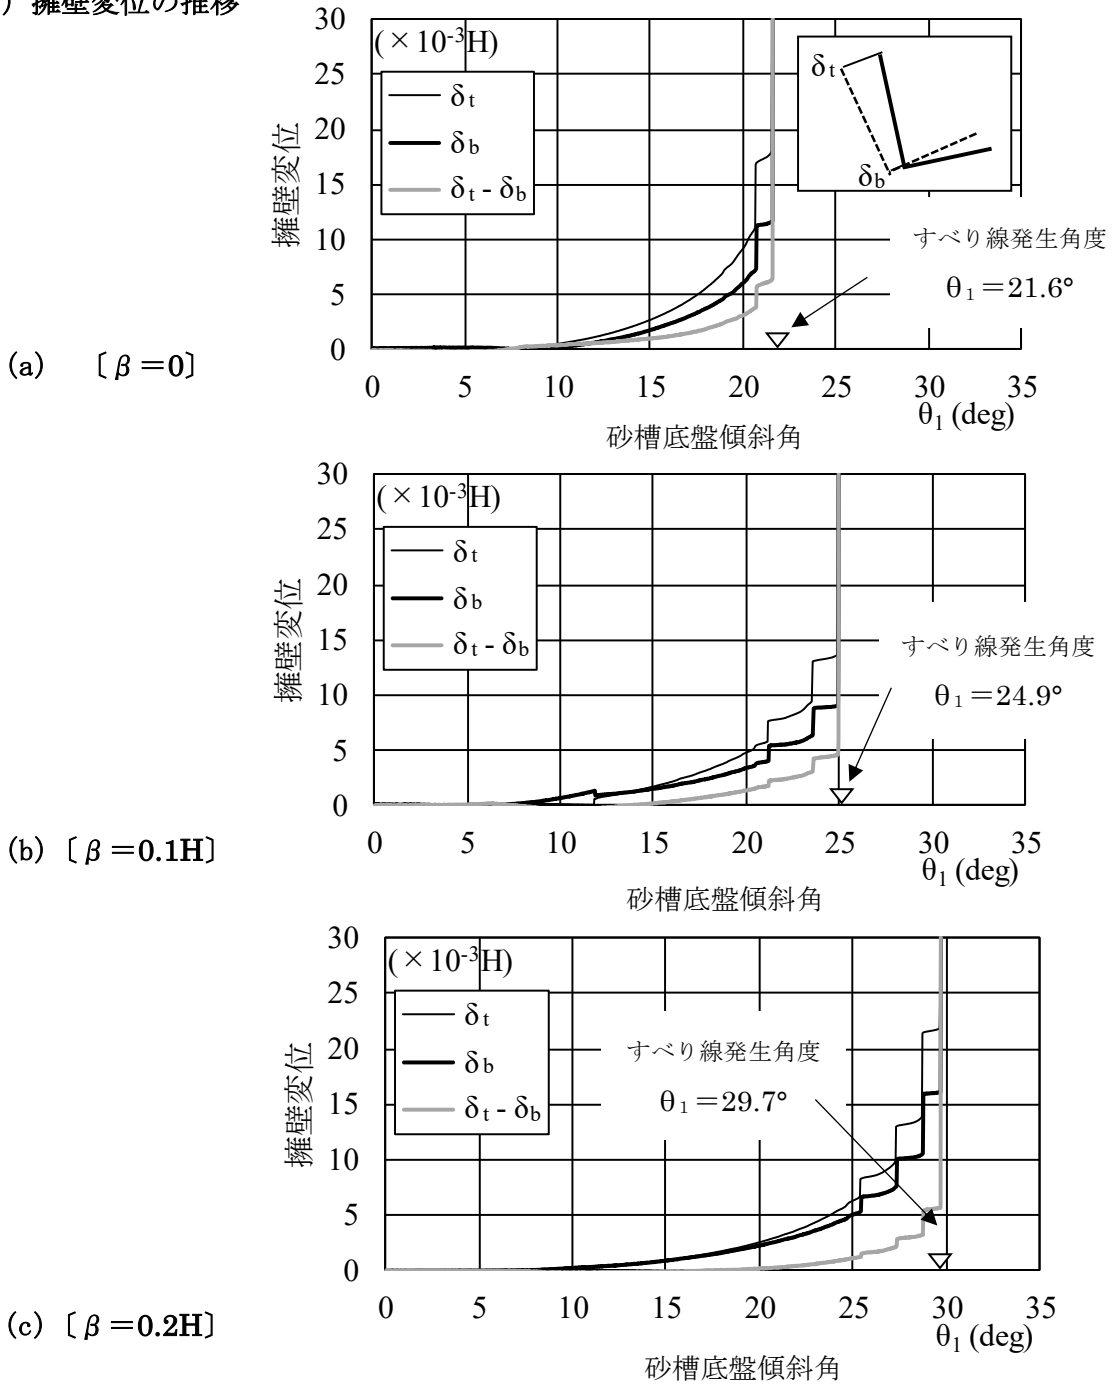 ) 擁壁変位の推移
(×10-3H)
δt
δb
δt - δb
30
25
20
15
10
5
0
擁壁変位
δt
δb
すべり線発生角度
θ1＝21.6°
(a) 〔β＝0〕
0 5 10 15 20 25 30 35
θ1 (deg)
砂槽底盤傾斜角
(×10-3H)
δt
δb
δt - δb
30
25
20
15
10
5
0
擁壁変位
すべり線発生角度
θ1＝24.9°
(b) 〔β＝0.1H〕
0 5 10 15 20 25 30 35
θ1 (deg)
砂槽底盤傾斜角
(×10-3H)
δt
δb
δt - δb
30
25
20
15
10
5
0
擁壁変位
すべり線発生角度
θ1＝29.7°
(c) 〔β＝0.2H〕
0 5 10 15 20 25 30 35
θ1 (deg)
砂槽底盤傾斜角